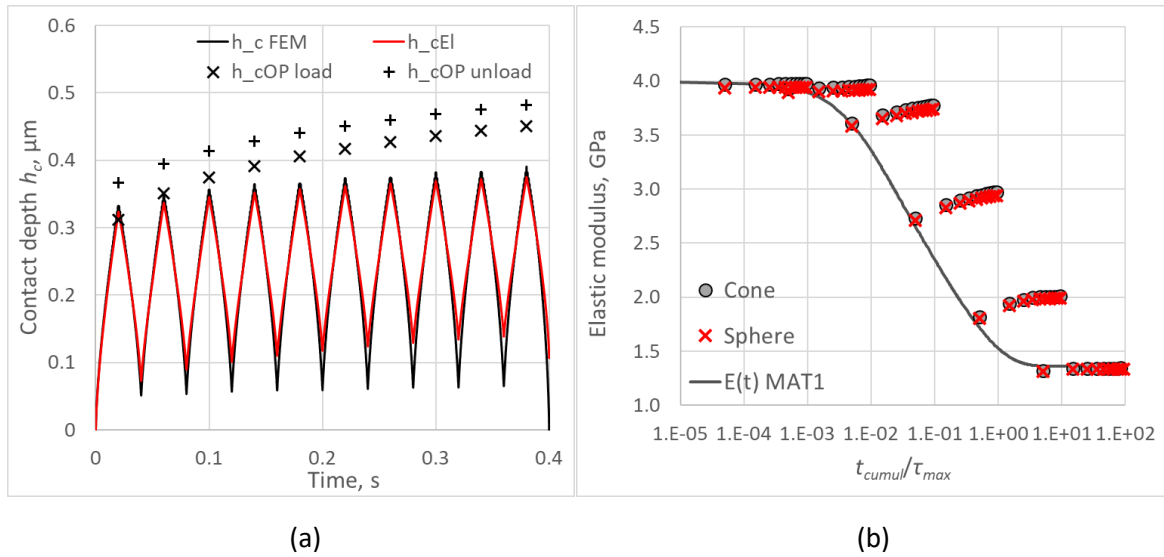 0.6
0.5
0.4
0.3
0.2
0.1
0
0
0.1
0.2
0.3
0.4
Contact depth h_c, µm
Time, s
h_c FEM
h_cEl
h_cOP load
h_cOP unload
(a)
4.5
4.0
3.5
3.0
2.5
2.0
1.5
1.0
1.E-05
1.E-04
1.E-03
1.E-02
1.E-01
1.E+00
1.E+01
1.E+02
Elastic modulus, GPa
t_cumul/τ_max
Cone
Sphere
E(t) MAT1
(b)